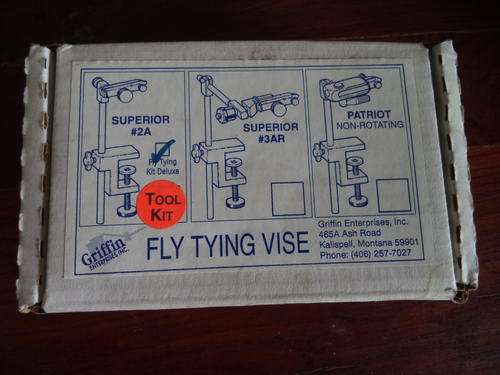 SUPERIOR
#2A
Fly Tying
Kit Deluxe
TOOL
KIT
SUPERIOR
#3AR
PATRIOT
NON-ROTATING
Griffin
ENTERPRISES, INC.
FLY TYING VISE
Griffin Enterprises, Inc.
465A Ash Road
Kalispell, Montana 59901
Phone: (406) 257-7027